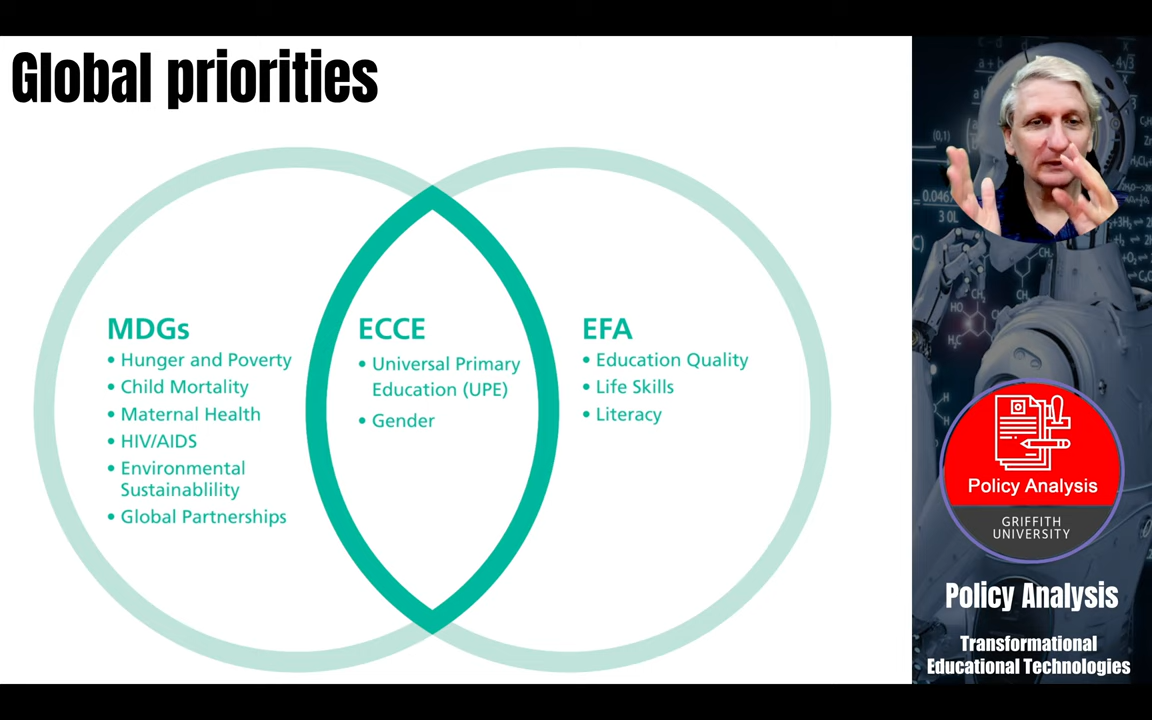 Global priorities
MDGs
• Hunger and Poverty
• Child Mortality
• Maternal Health
• HIV/AIDS
• Environmental
Sustainablility
• Global Partnerships
ECCE
• Universal Primary
Education (UPE)
• Gender
EFA
• Education Quality
• Life Skills
• Literacy
Policy Analysis
GRIFFITH
UNIVERSITY
Policy Analysis
Transformational
Educational Technologies